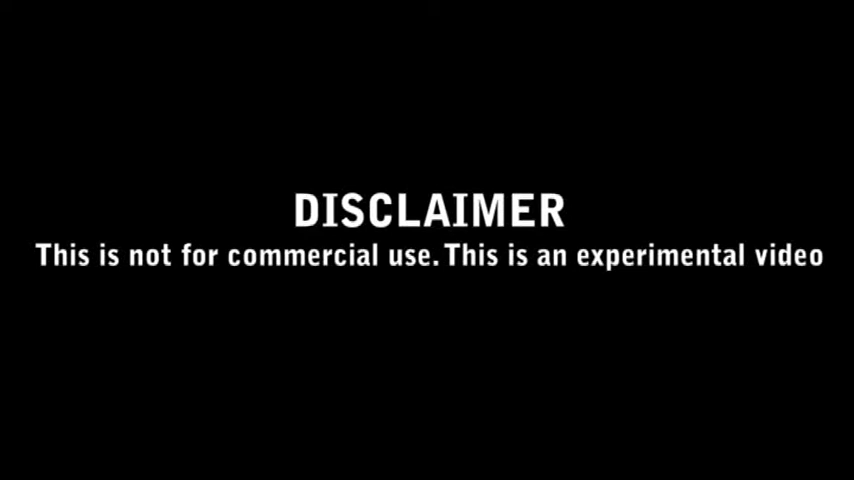 DISCLAIMER
This is not for commercial use. This is an experimental video